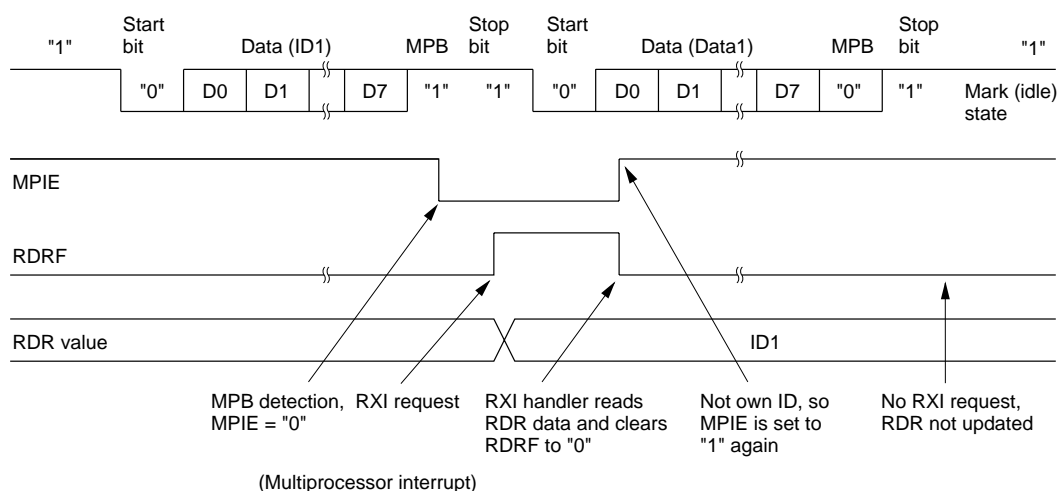 Start Stop Start Stop
"1" bit Data (ID1) MPB bit bit Data (Data1) MPB bit "1"
"0" D0 D1 D7 "1" "1" "0" D0 D1 D7 "0" "1" Mark (idle)
state
MPIE
RDRF
RDR value ID1
MPB detection, RXI request RXI handler reads Not own ID, so No RXI request,
MPIE = "0" RDR data and clears MPIE is set to RDR not updated
RDRF to "0" "1" again
(Multiprocessor interrupt)